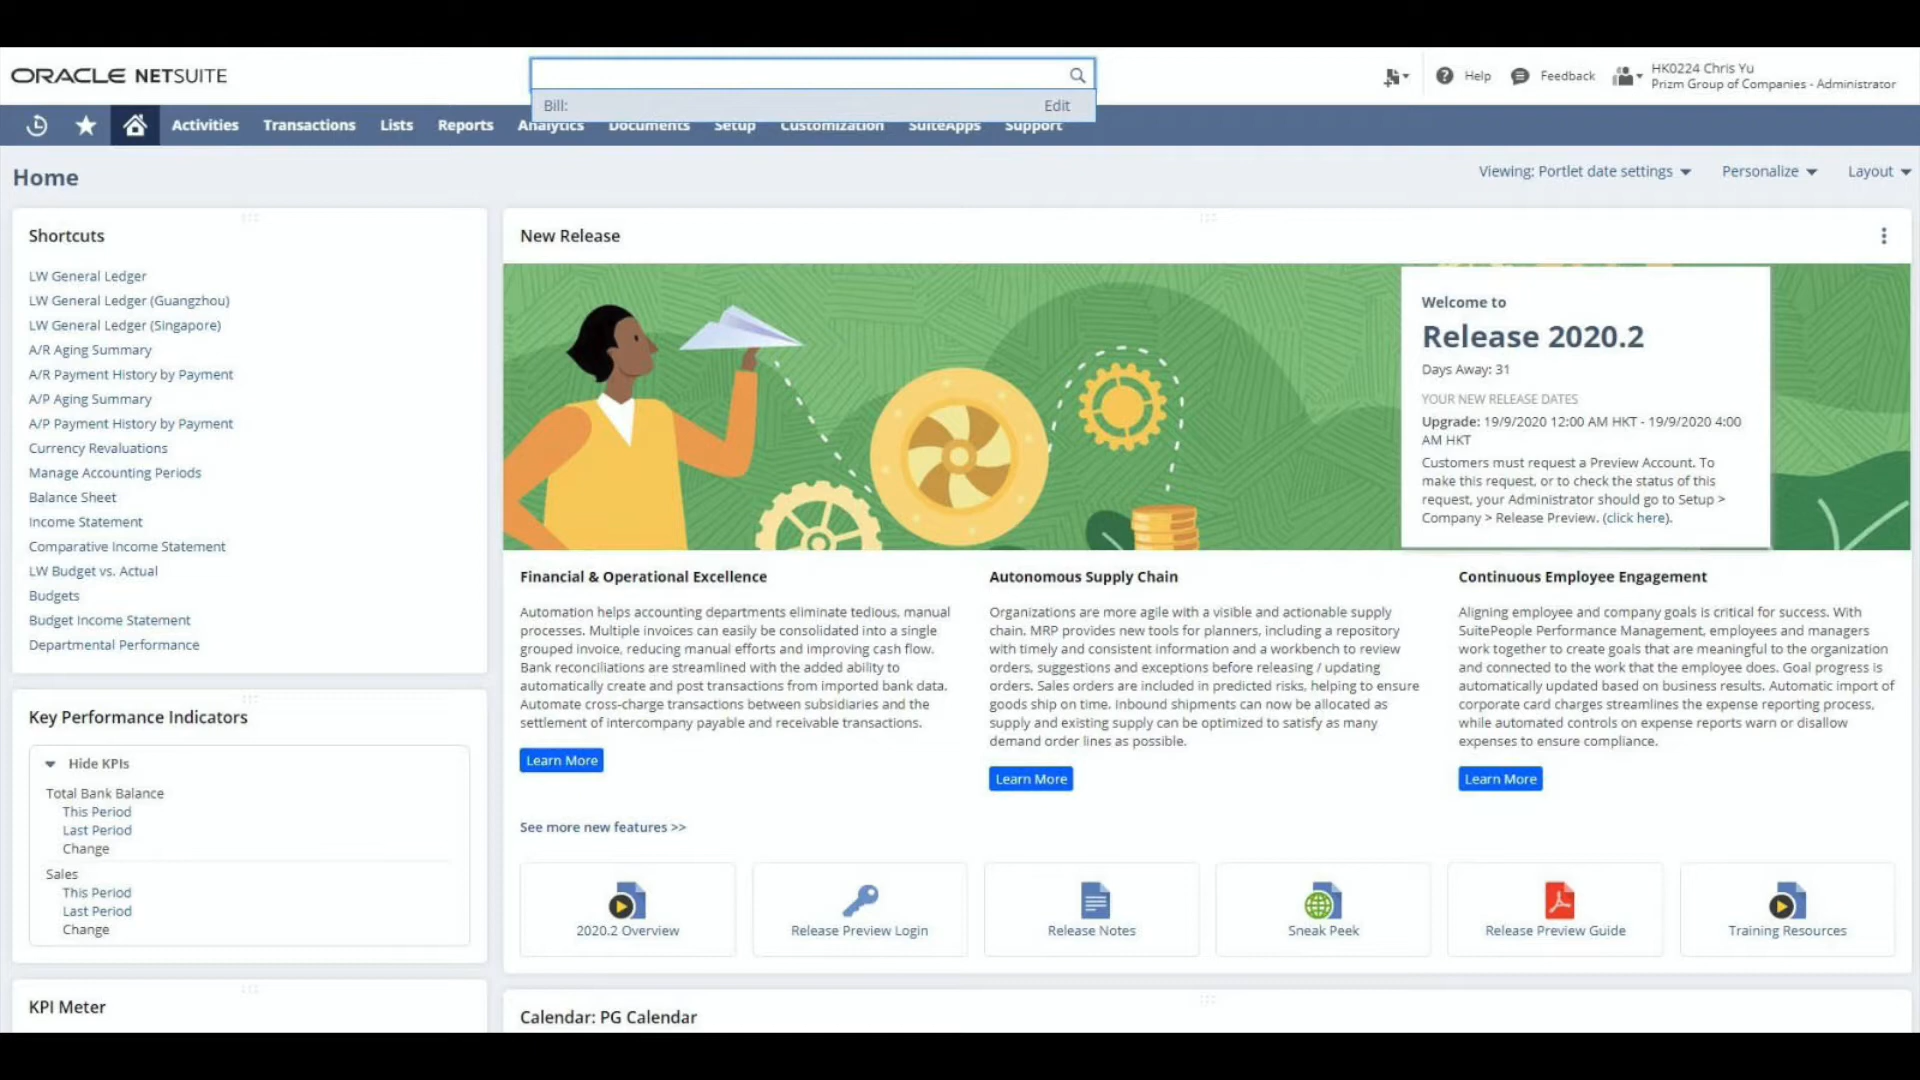 ORACLE NETSUITE
Bill: Edit
Help
Feedback
HK0224 Chris Yu
Prizm Group of Companies - Administrator
Activities Transactions Lists Reports Analytics Documents Setup Customization SuiteApps Support
Home
Viewing: Portlet date settings Personalize Layout
Shortcuts
LW General Ledger
LW General Ledger (Guangzhou)
LW General Ledger (Singapore)
A/R Aging Summary
A/R Payment History by Payment
A/P Aging Summary
A/P Payment History by Payment
Currency Revaluations
Manage Accounting Periods
Balance Sheet
Income Statement
Comparative Income Statement
LW Budget vs. Actual
Budgets
Budget Income Statement
Departmental Performance
Key Performance Indicators
Hide KPIs
Total Bank Balance
This Period
Last Period
Change
Sales
This Period
Last Period
Change
KPI Meter
New Release
Welcome to
Release 2020.2
Days Away: 31
YOUR NEW RELEASE DATES
Upgrade: 19/9/2020 12:00 AM HKT - 19/9/2020 4:00
AM HKT
Customers must request a Preview Account. To
make this request, or to check the status of this
request, your Administrator should go to Setup >
Company > Release Preview. (click here).
Financial & Operational Excellence
Automation helps accounting departments eliminate tedious, manual
processes. Multiple invoices can easily be consolidated into a single
grouped invoice, reducing manual efforts and improving cash flow.
Bank reconciliations are streamlined with the added ability to
automatically create and post transactions from imported bank data.
Automate cross-charge transactions between subsidiaries and the
settlement of intercompany payable and receivable transactions.
Learn More
Autonomous Supply Chain
Organizations are more agile with a visible and actionable supply
chain. MRP provides new tools for planners, including a repository
with timely and consistent information and a workbench to review
orders, suggestions and exceptions before releasing / updating
orders. Sales orders are included in predicted risks, helping to ensure
goods ship on time. Inbound shipments can now be allocated as
supply and existing supply can be optimized to satisfy as many
demand order lines as possible.
Learn More
Continuous Employee Engagement
Aligning employee and company goals is critical for success. With
SuitePeople Performance Management, employees and managers
work together to create goals that are meaningful to the organization
and connected to the work that the employee does. Goal progress is
automatically updated based on business results. Automatic import of
corporate card charges streamlines the expense reporting process,
while automated controls on expense reports warn or disallow
expenses to ensure compliance.
Learn More
See more new features >>
2020.2 Overview
Release Preview Login
Release Notes
Sneak Peek
Release Preview Guide
Training Resources
Calendar: PG Calendar